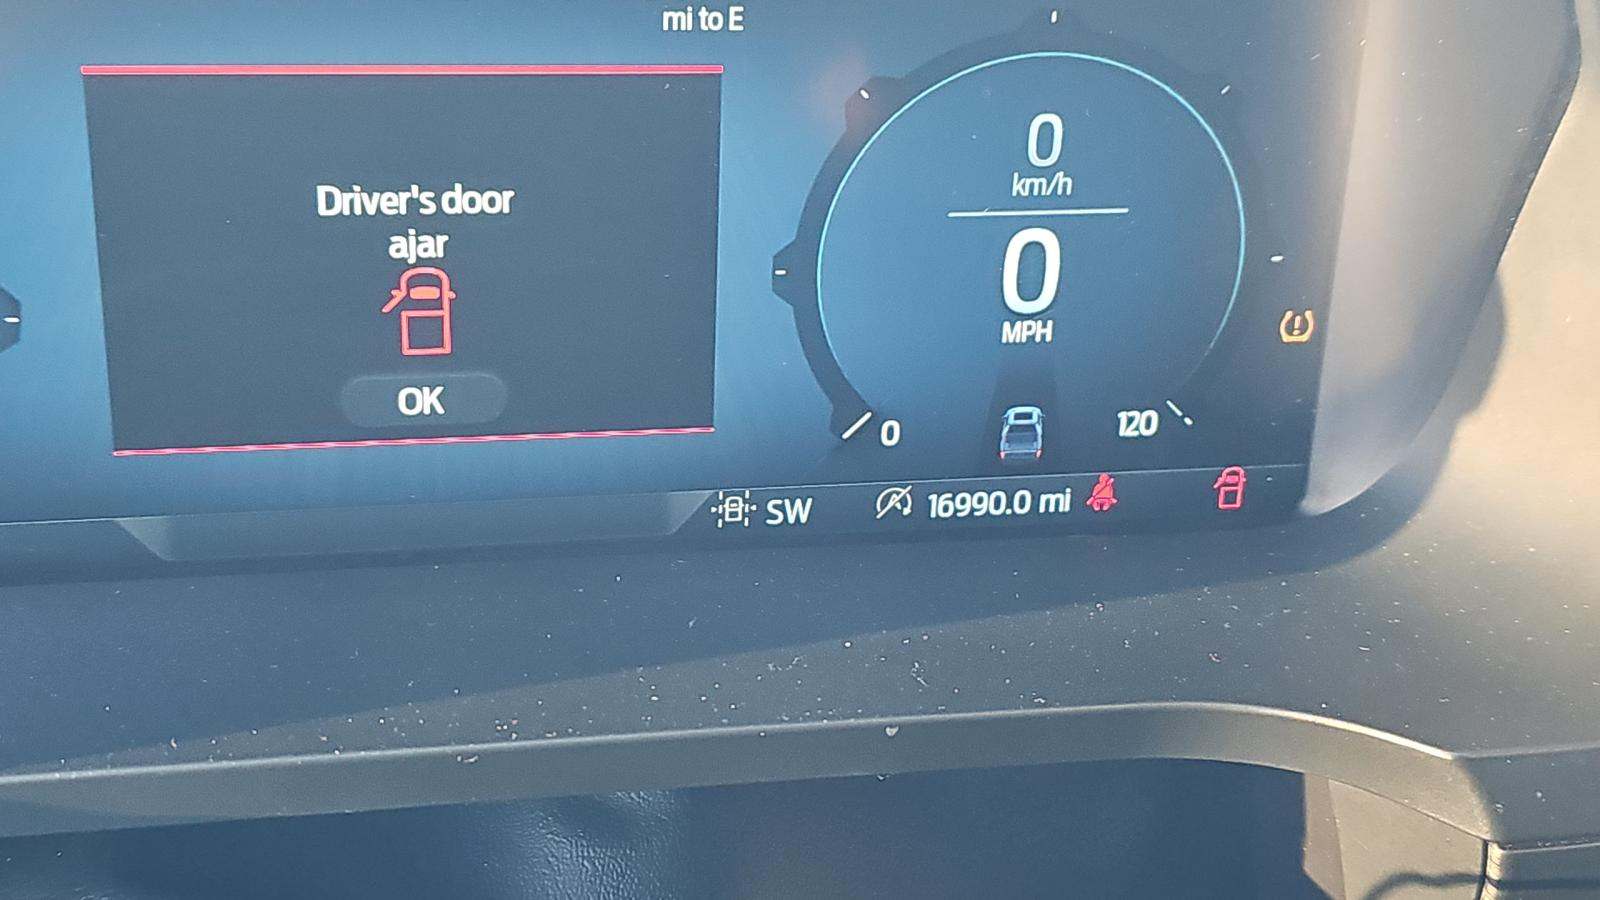 mi to E
Driver's door
ajar
OK
0
km/h
0
MPH
0
120
SW
16990.0 mi